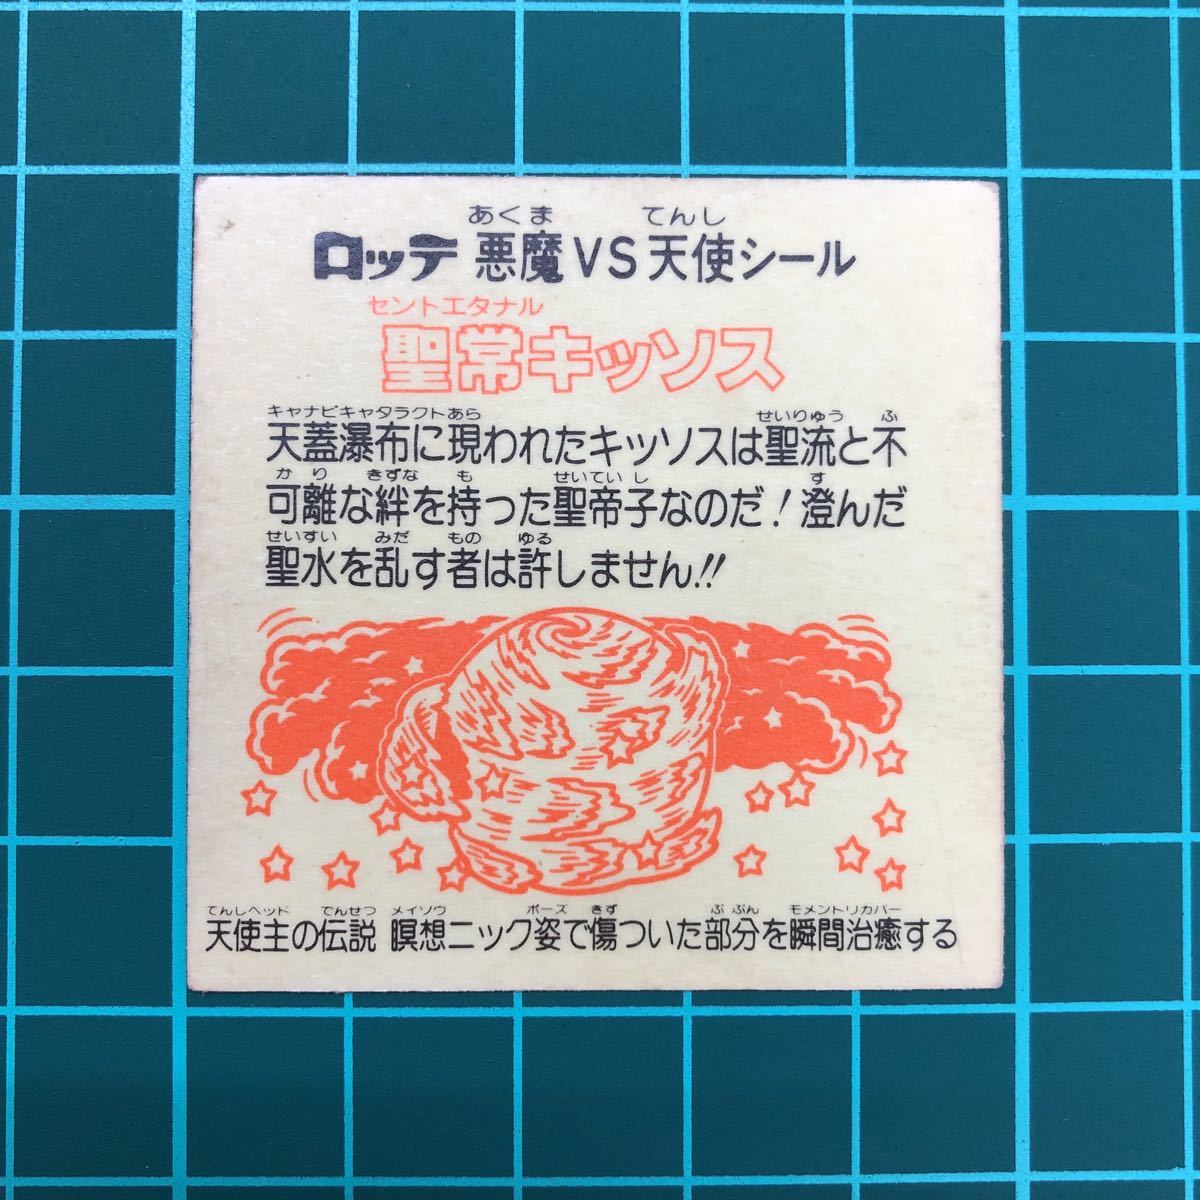 あくま てんし
ロッテ 悪魔VS天使シール
セントエタナル
聖常キッソス
キャナピキャタラクト あら せいりゅう ふ
天蓋瀑布に現われたキッソスは聖流と不
かり きずな も せいていし す
可離な絆を持った聖帝子なのだ!澄んだ
せいすい みだ もの ゆる
聖水を乱す者は許しません!!
てんしヘッド でんせつ メイソウ ポーズ きず ぶぶん モメントリカバー
天使主の伝説 瞑想ニック姿で傷ついた部分を瞬間治癒する